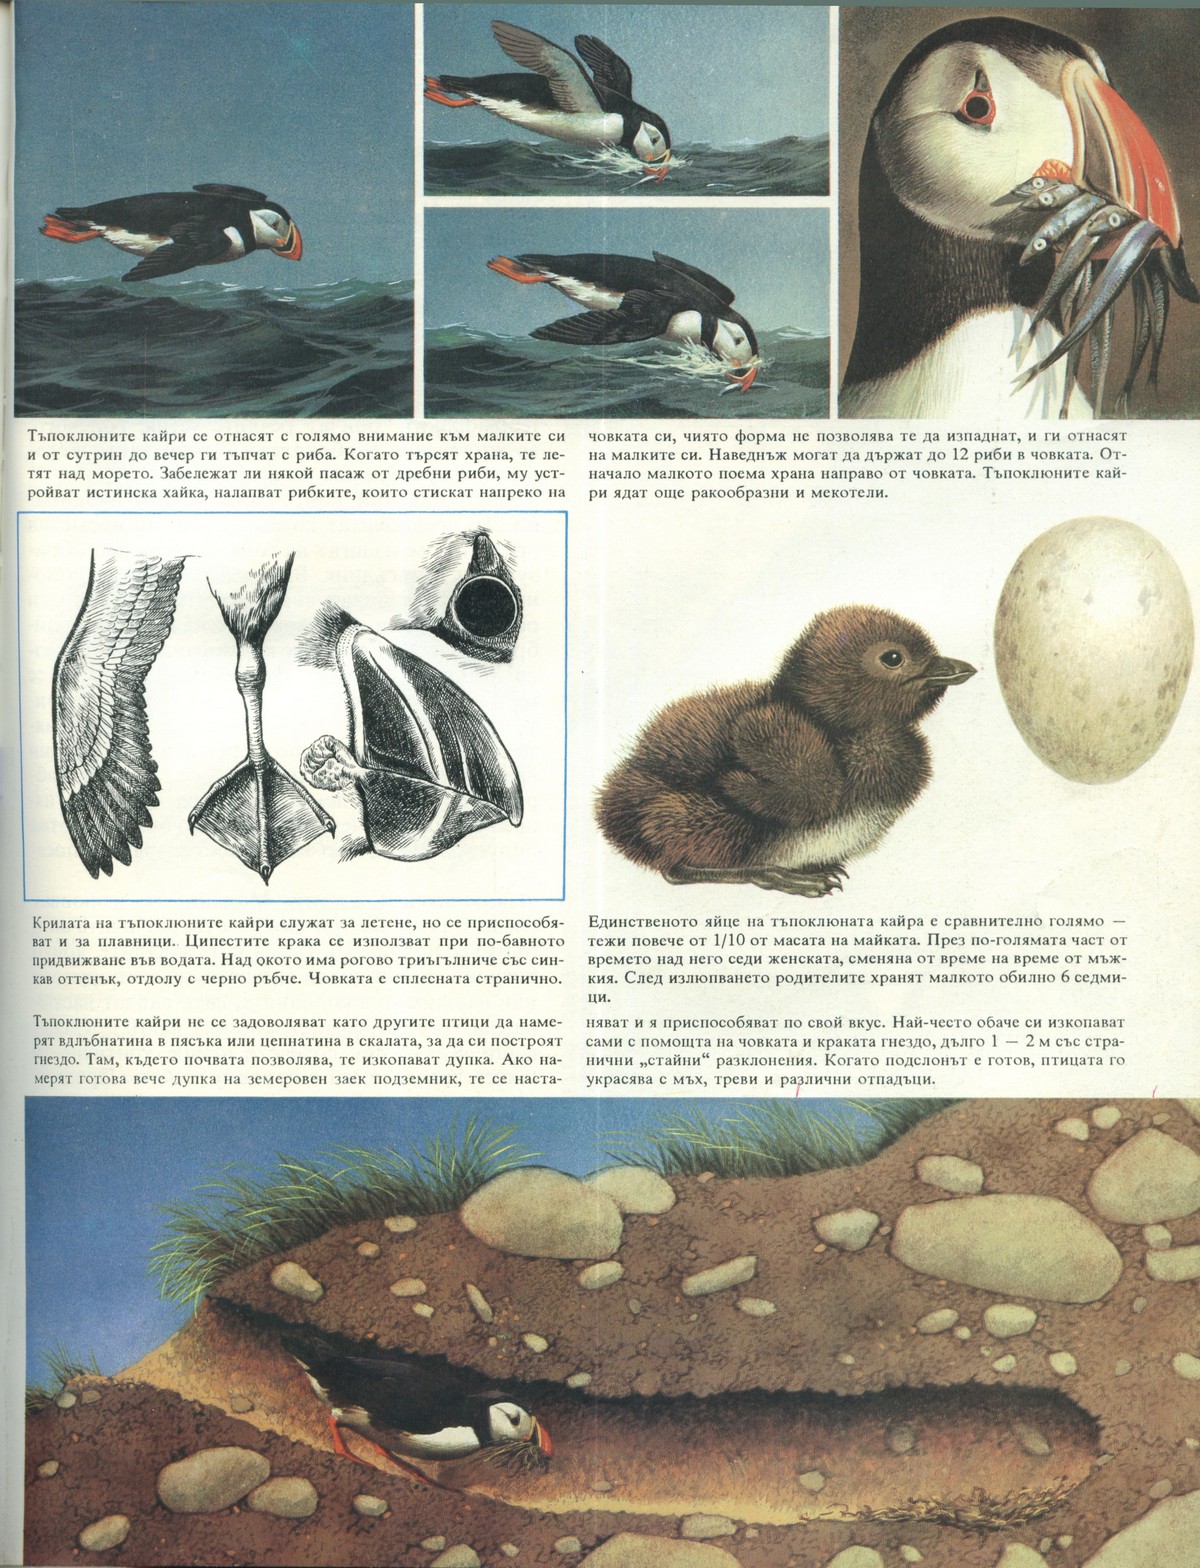 Тъпоклюните кайри се отнасят с голямо внимание към малките си
и от сутрин до вечер ги тъпчат с риба. Когато търсят храна, те ле-
тят над морето. Забележат ли някой пасаж от дребни риби, му уст-
ройват истинска хайка, налапват рибките, които стискат напреко на
човката си, чиято форма не позволява те да изпаднат, и ги отнасят
на малките си. Наведнъж могат да държат до 12 риби в човката. От-
начало малкото поема храна направо от човката. Тъпоклюните кай-
ри ядат още ракообразни и мекотели.
Крилата на тъпоклюните кайри служат за летене, но се приспособя-
ват и за плавници. Ципестите крака се използват при по-бавното
придвижване във водата. Над окото има рогово триъгълниче със син-
кав оттенък, отдолу с черно ръбче. Човката е сплесната странично.
Единственото яйце на тъпоклюната кайра е сравнително голямо —
тежи повече от 1/10 от масата на майката. През по-голямата част от
времето над него седи женската, сменяна от време на време от мъж-
кия. След излюпването родителите хранят малкото обилно 6 седми-
ци.
Тъпоклюните кайри не се задоволяват като другите птици да наме-
рят вдлъбнатина в пясъка или цепнатина в скалата, за да си построят
гнездо. Там, където почвата позволява, те изкопават дупка. Ако на-
мерят готова вече дупка на земеровен заек подземник, те се наста-
няват и я приспособяват по свой вкус. Най-често обаче си изкопават
сами с помощта на човката и краката гнездо, дълго 1 — 2 м със стра-
нични „стайни“ разклонения. Когато подслонът е готов, птицата го
украсява с мъх, треви и различни отпадъци.